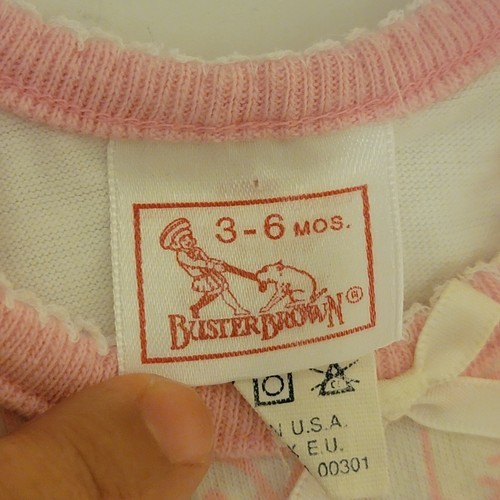 3-6 MOS.
BUSTER BROWN ®
N U.S.A.
E.U.
00301